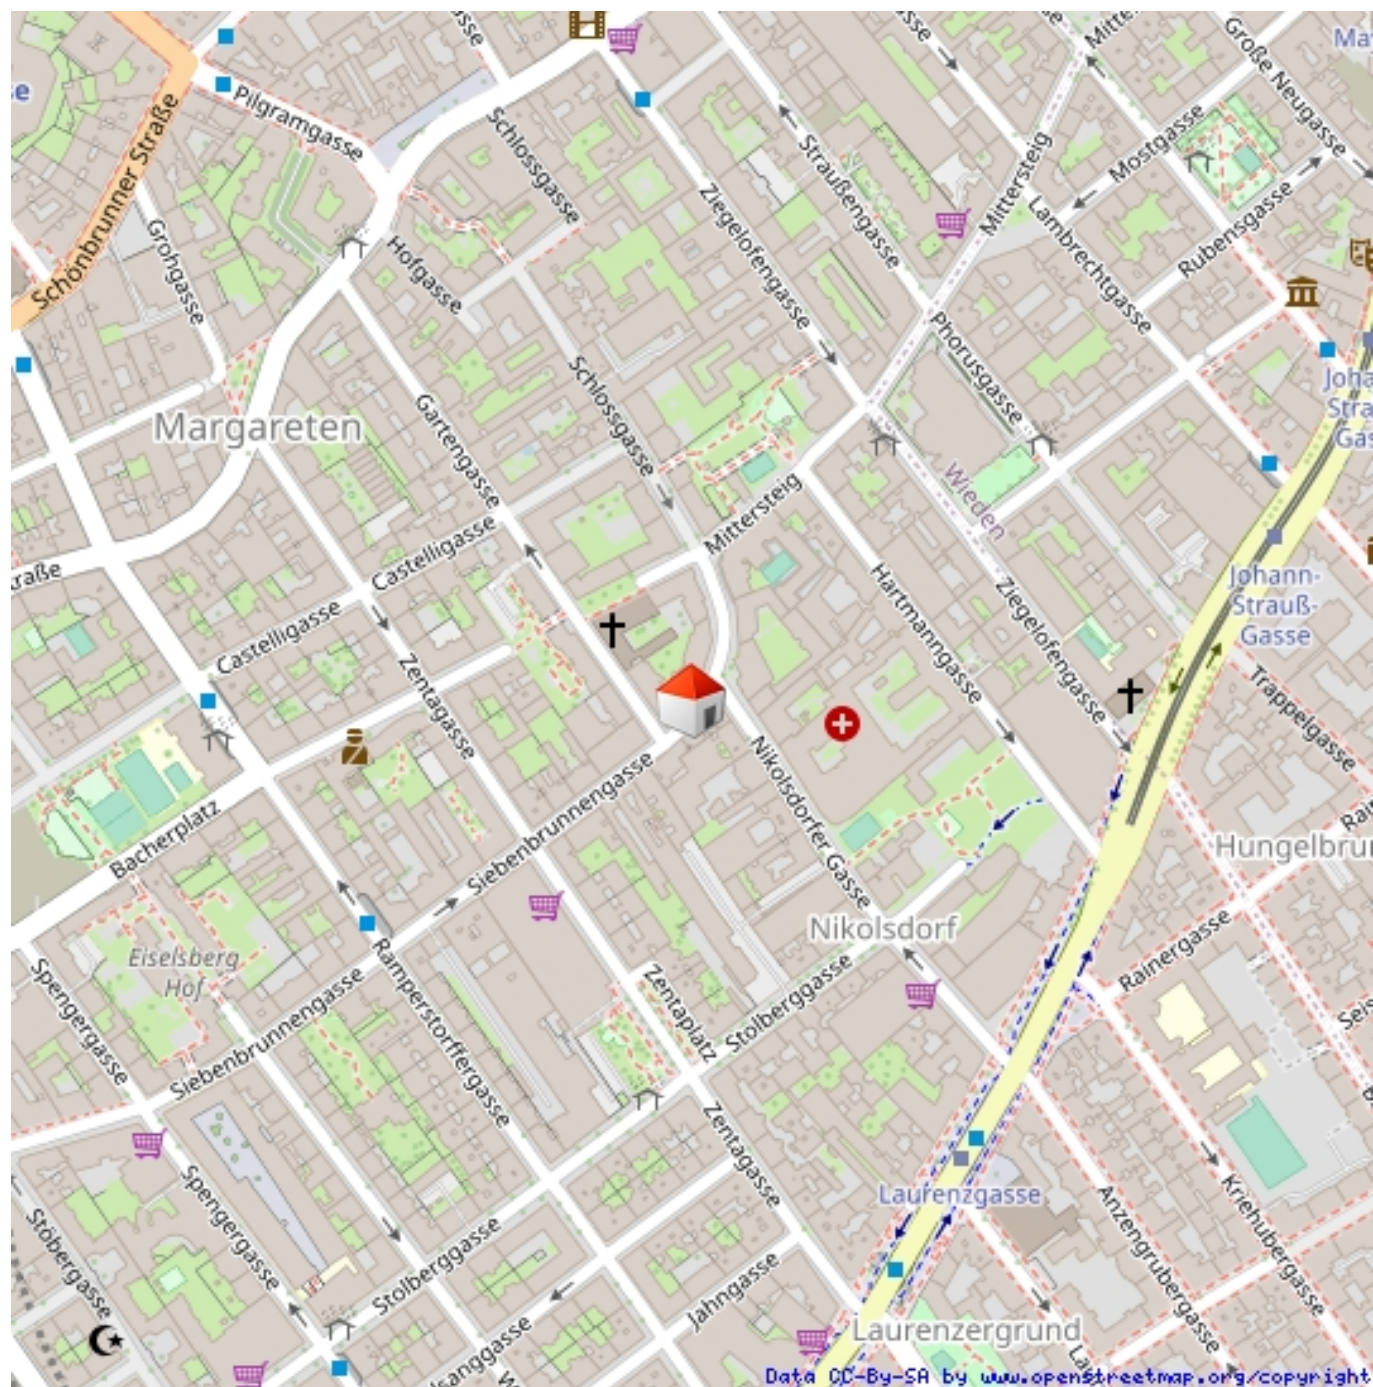 Mitter
Große Neugasse
Pilgramgasse
Schlossgasse
Schönbrunner Straße
Straußengasse
Mostgasse
Mittersteig
Ziegelofengasse
Lambrechtgasse
Rubensgasse
Grohgasse
Hofgasse
Phorusgasse
Schlossgasse
Margareten
Gartengasse
Wieden
Mittersteig
Castelligasse
Johann-
Strauß-
Gasse
Hartmanngasse
Ziegelofengasse
Castelligasse
Zentagasse
Trappelgasse
Nikolsdorfer Gasse
Siebenbrunnengasse
Bacherplatz
Nikolsdorf
Rainergasse
Eiselsberg
Hof
Spengergasse
Siebenbrunnengasse
Ramperstorffergasse
Zentaplatz
Stolberggasse
Zentagasse
Laurenzgasse
Spengergasse
Stöbergasse
Anzengrubergasse
Kriehubergasse
Stolberggasse
Jahngasse
Laurenzergrund
Data CC-By-SA by www.openstreetmap.org/copyright